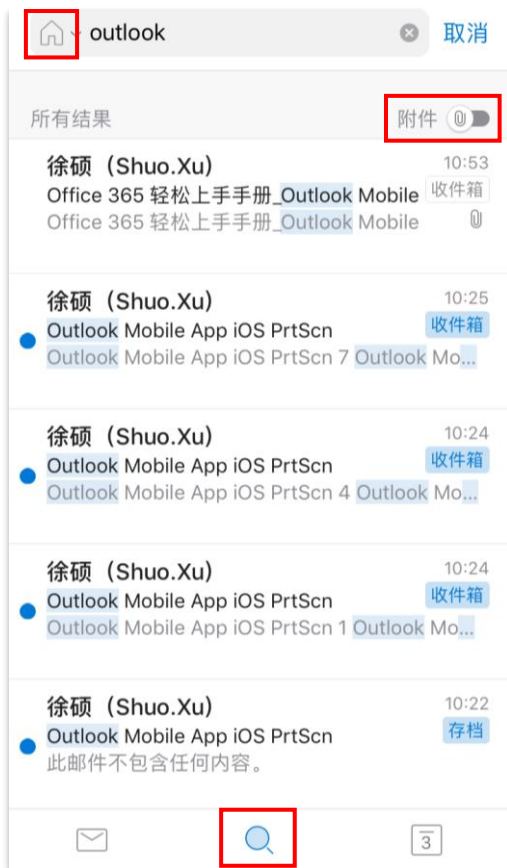 outlook 取消
所有结果 附件
徐硕（Shuo.Xu) 10:53
Office 365 轻松上手手册_Outlook Mobile 收件箱
Office 365 轻松上手手册_Outlook Mobile
徐硕（Shuo.Xu) 10:25
Outlook Mobile App iOS PrtScn 收件箱
Outlook Mobile App iOS PrtScn 7 Outlook Mo...
徐硕（Shuo.Xu) 10:24
Outlook Mobile App iOS PrtScn 收件箱
Outlook Mobile App iOS PrtScn 4 Outlook Mo...
徐硕（Shuo.Xu) 10:24
Outlook Mobile App iOS PrtScn 收件箱
Outlook Mobile App iOS PrtScn 1 Outlook Mo...
徐硕（Shuo.Xu) 10:22
Outlook Mobile App iOS PrtScn 存档
此邮件不包含任何内容。
3